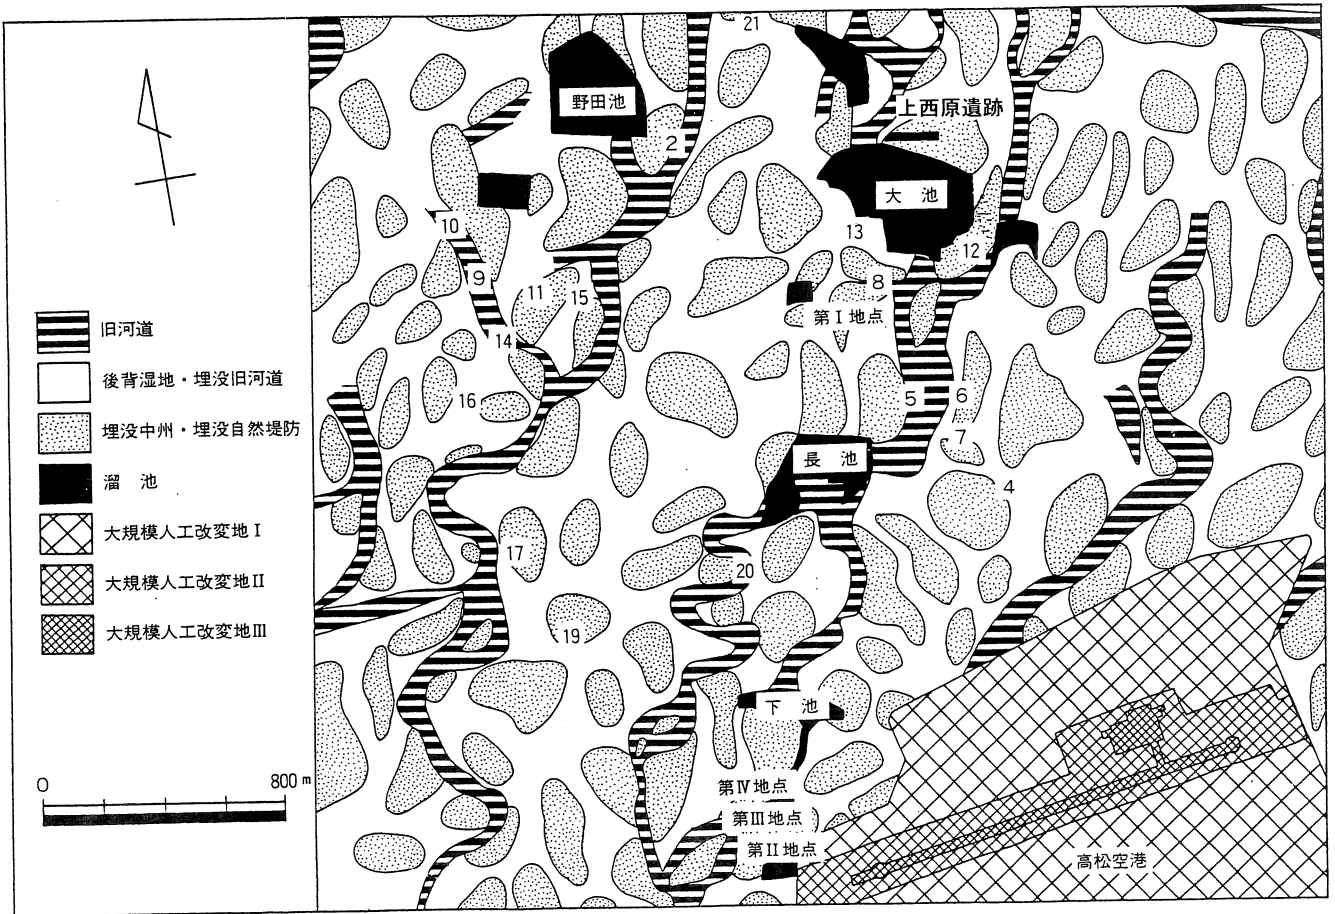 旧河道
後背湿地・埋没旧河道
埋没中州・埋没自然堤防
溜 池
大規模人工改変地Ⅰ
大規模人工改変地Ⅱ
大規模人工改変地Ⅲ
0 800m
21
野田池
上西原遺跡
2
大 池
10
13
12
9
11
15
8
第Ⅰ地点
14
16
5
6
7
長 池
4
17
20
19
下 池
第Ⅳ地点
第Ⅲ地点
第Ⅱ地点
高松空港